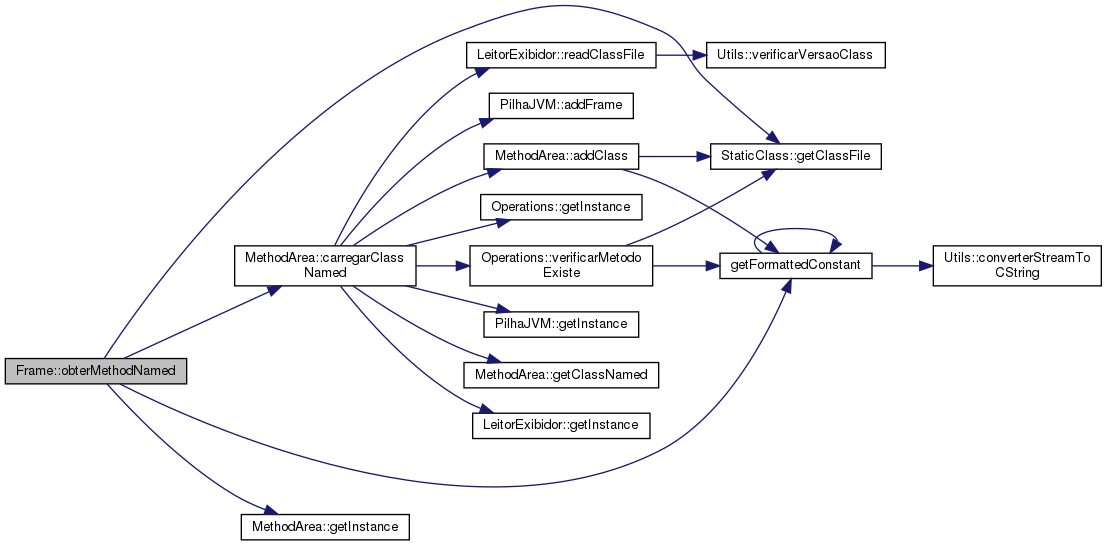 LeitorExibidor::readClassFile
Utils::verificarVersaoClass
PilhaJVM::addFrame
MethodArea::addClass
StaticClass::getClassFile
Operations::getInstance
MethodArea::carregarClass
Named
Operations::verificarMetodo
Existe
getFormattedConstant
Utils::converterStreamTo
CString
PilhaJVM::getInstance
Frame::obterMethodNamed
MethodArea::getClassNamed
LeitorExibidor::getInstance
MethodArea::getInstance